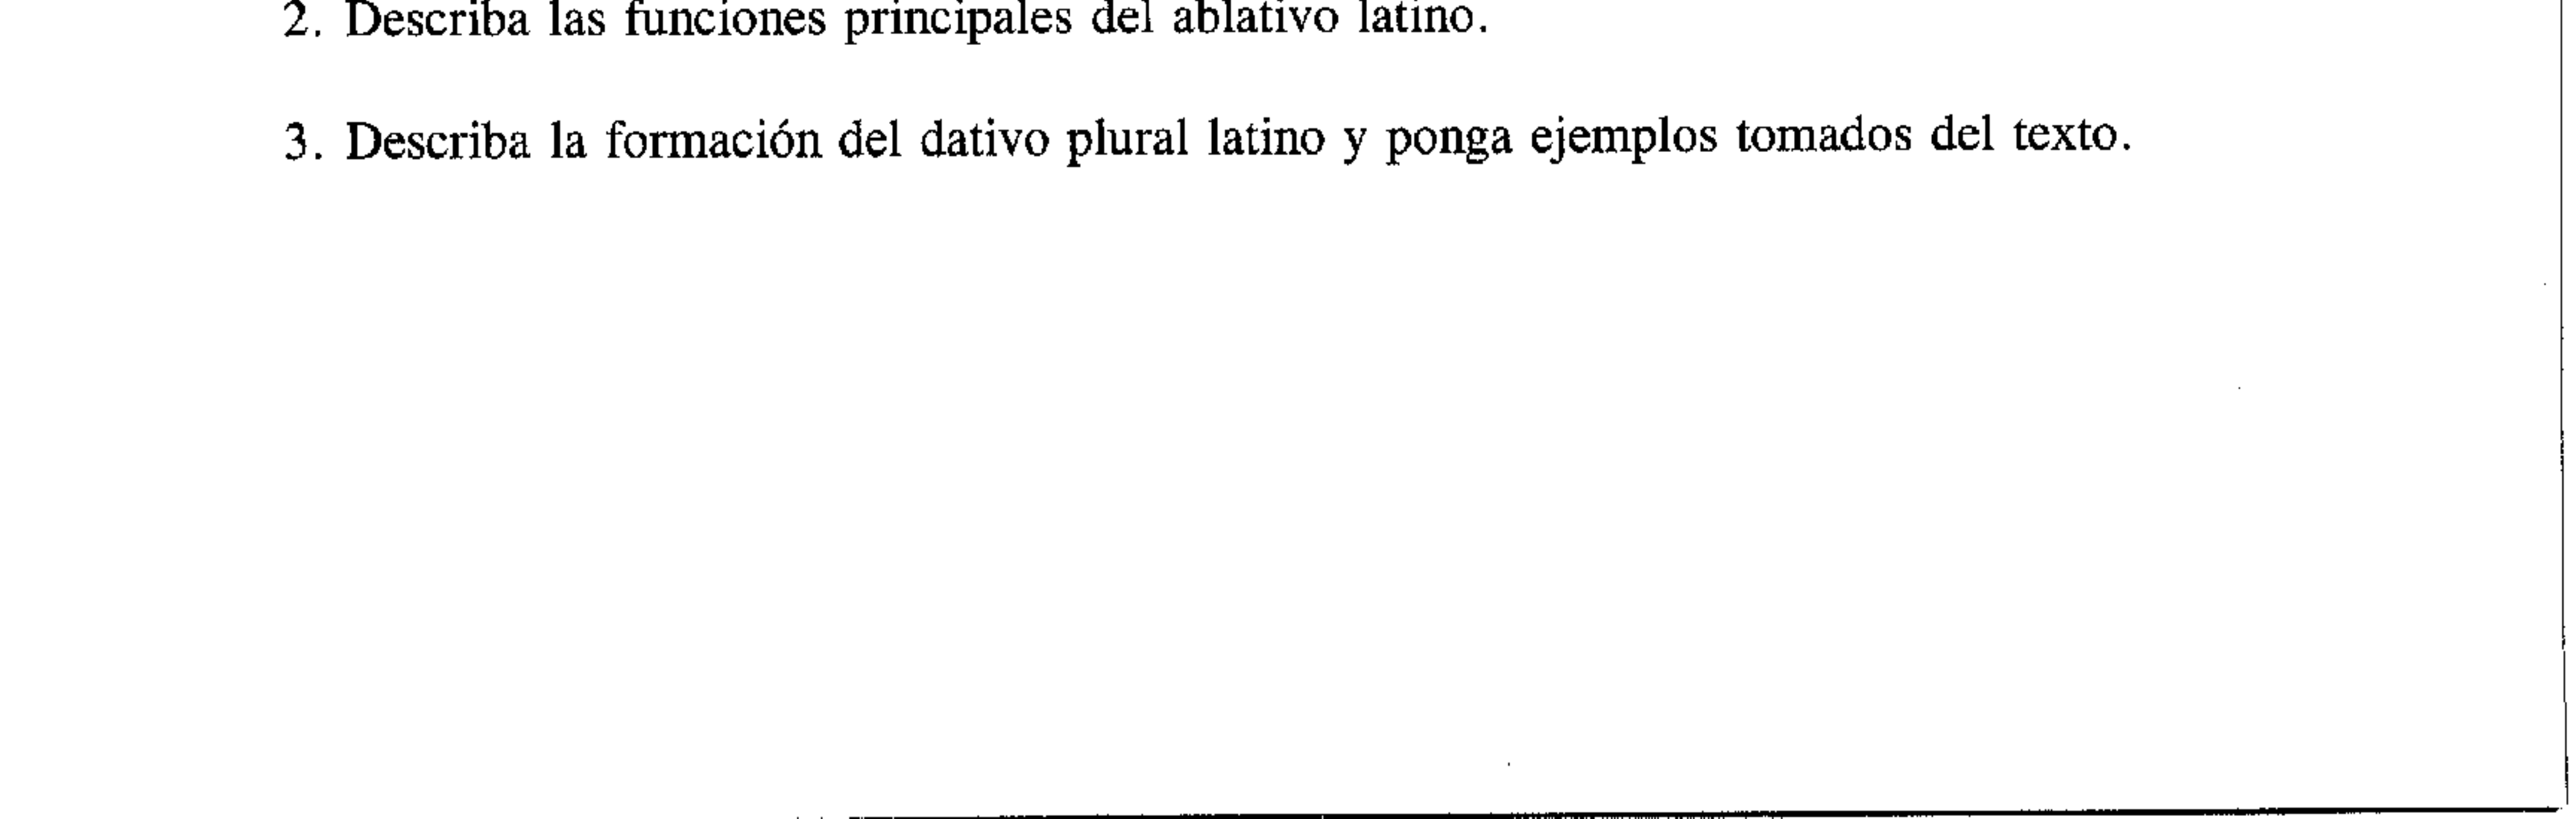 2. Describa las funciones principales del ablativo latino.
3. Describa la formación del dativo plural latino y ponga ejemplos tomados del texto.